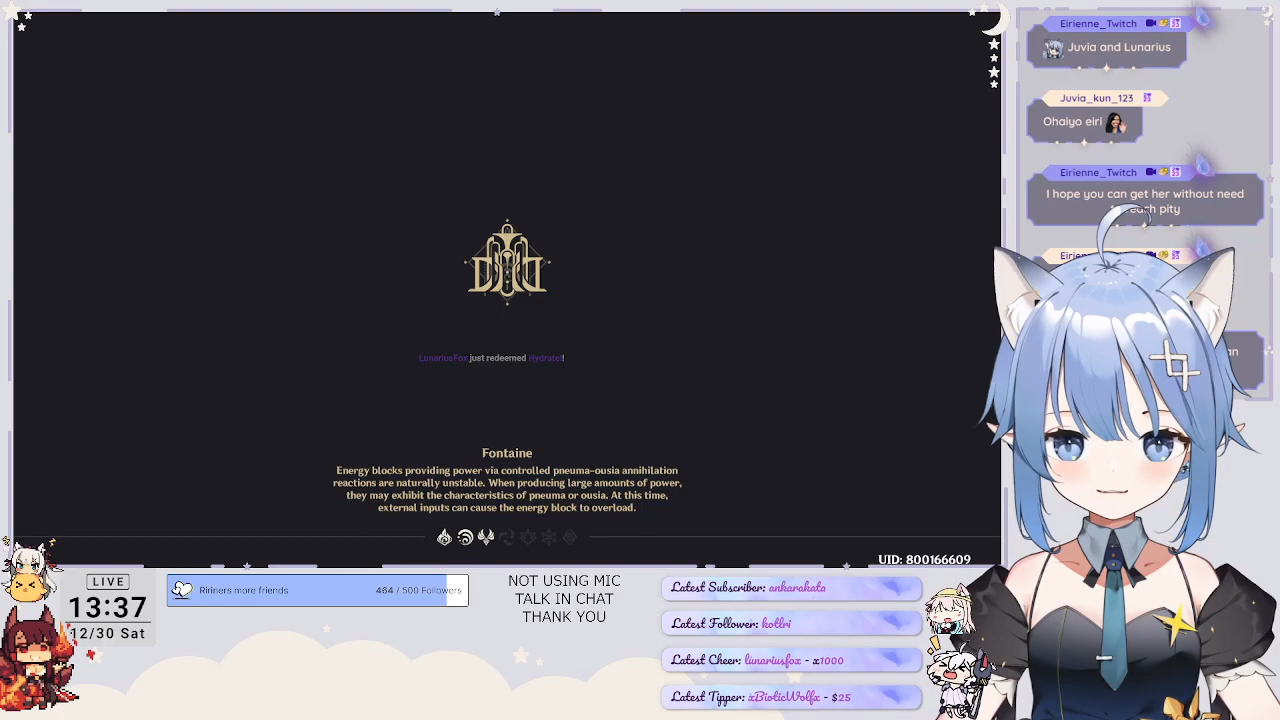 Eirienne_Twitch
Juvia and Lunarius
Juvia_kun_123
Ohaiyo eiri
Eirienne_Twitch
I hope you can get her without need
pity
LunariusFox just redeemed Hydrate!!
Fontaine
Energy blocks providing power via controlled pneuma-ousia annihilation
reactions are naturally unstable. When producing large amounts of power,
they may exhibit the characteristics of pneuma or ousia. At this time,
external inputs can cause the energy block to overload.
UID: 800166609
LIVE
13:37
12/30 Sat
Ririners more friends
464 / 500 Followers
NOT USING MIC
TALK IN CHAT
THANK YOU
Latest Subscriber: ankarakata
Latest Follower: kotlri
Latest Cheer: lunariusfox - x1000
Latest Tipper: xBioticWolfx - $25